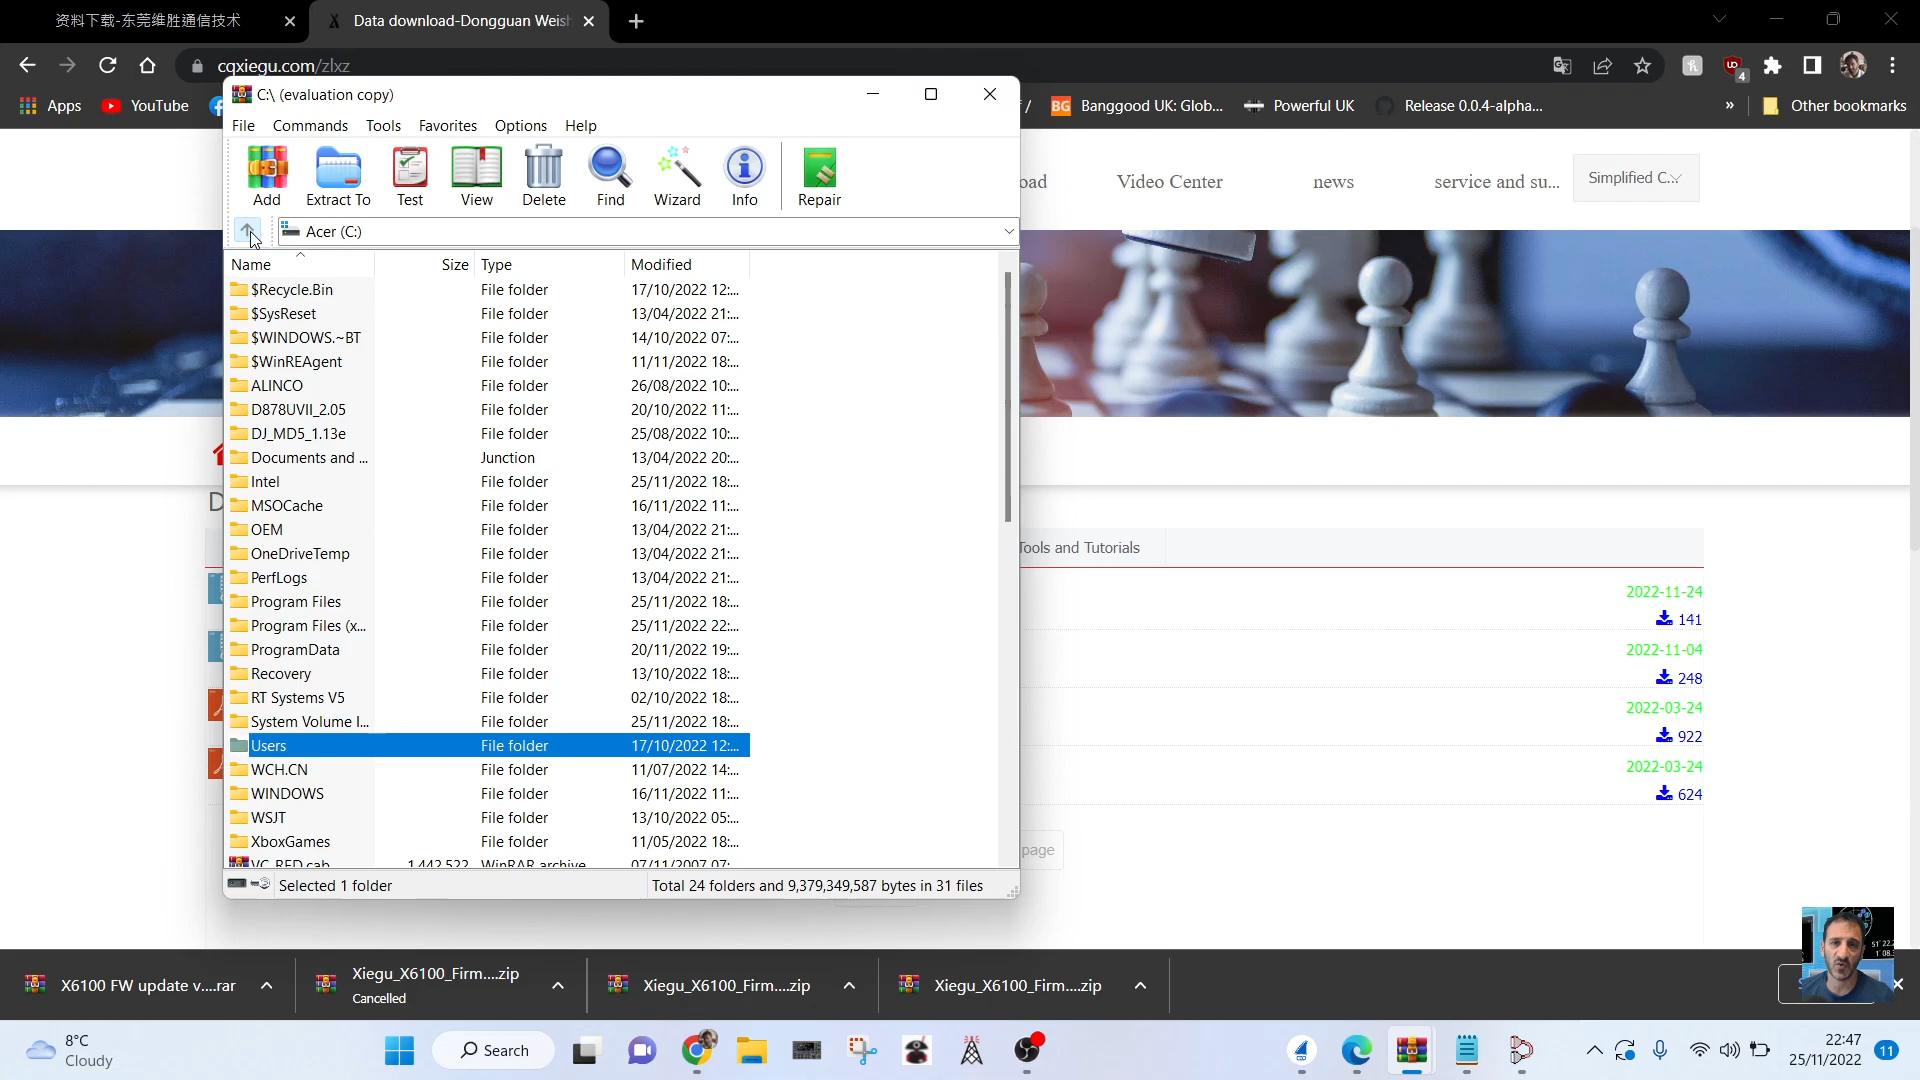 资料下载-东莞维胜通信技术
Data download-Dongguan Weish
cqxiegu.com/zlxz
4
Apps
YouTube
/
Banggood UK: Glob...
Powerful UK
Release 0.0.4-alpha...
»
Other bookmarks
C:\ (evaluation copy)
File Commands Tools Favorites Options Help
Add
Extract To
Test
View
Delete
Find
Wizard
Info
Repair
Acer (C:)
Name Size Type Modified
$Recycle.Bin File folder 17/10/2022 12:...
$SysReset File folder 13/04/2022 21:...
$WINDOWS.~BT File folder 14/10/2022 07:...
$WinREAgent File folder 11/11/2022 18:...
ALINCO File folder 26/08/2022 10:...
D878UVII_2.05 File folder 20/10/2022 11:...
DJ_MD5_1.13e File folder 25/08/2022 10:...
Documents and ... Junction 13/04/2022 20:...
Intel File folder 25/11/2022 18:...
MSOCache File folder 16/11/2022 11:...
OEM File folder 13/04/2022 21:...
OneDriveTemp File folder 13/04/2022 21:...
PerfLogs File folder 13/04/2022 21:...
Program Files File folder 25/11/2022 18:...
Program Files (x... File folder 25/11/2022 22:...
ProgramData File folder 20/11/2022 19:...
Recovery File folder 13/10/2022 18:...
RT Systems V5 File folder 02/10/2022 18:...
System Volume I... File folder 25/11/2022 18:...
Users File folder 17/10/2022 12:...
WCH.CN File folder 11/07/2022 14:...
WINDOWS File folder 16/11/2022 11:...
WSJT File folder 13/10/2022 05:...
XboxGames File folder 11/05/2022 18:...
VC_RED.cab 1,442,522 WinRAR archive 07/11/2007 07:...
Selected 1 folder
Total 24 folders and 9,379,349,587 bytes in 31 files
oad
Video Center
news
service and su...
Simplified C...
D
Tools and Tutorials
2022-11-24
141
2022-11-04
248
2022-03-24
922
2022-03-24
624
page
X6100 FW update v....rar
Xiegu_X6100_Firm....zip
Cancelled
Xiegu_X6100_Firm....zip
Xiegu_X6100_Firm....zip
8°C
Cloudy
Search
22:47
25/11/2022
11